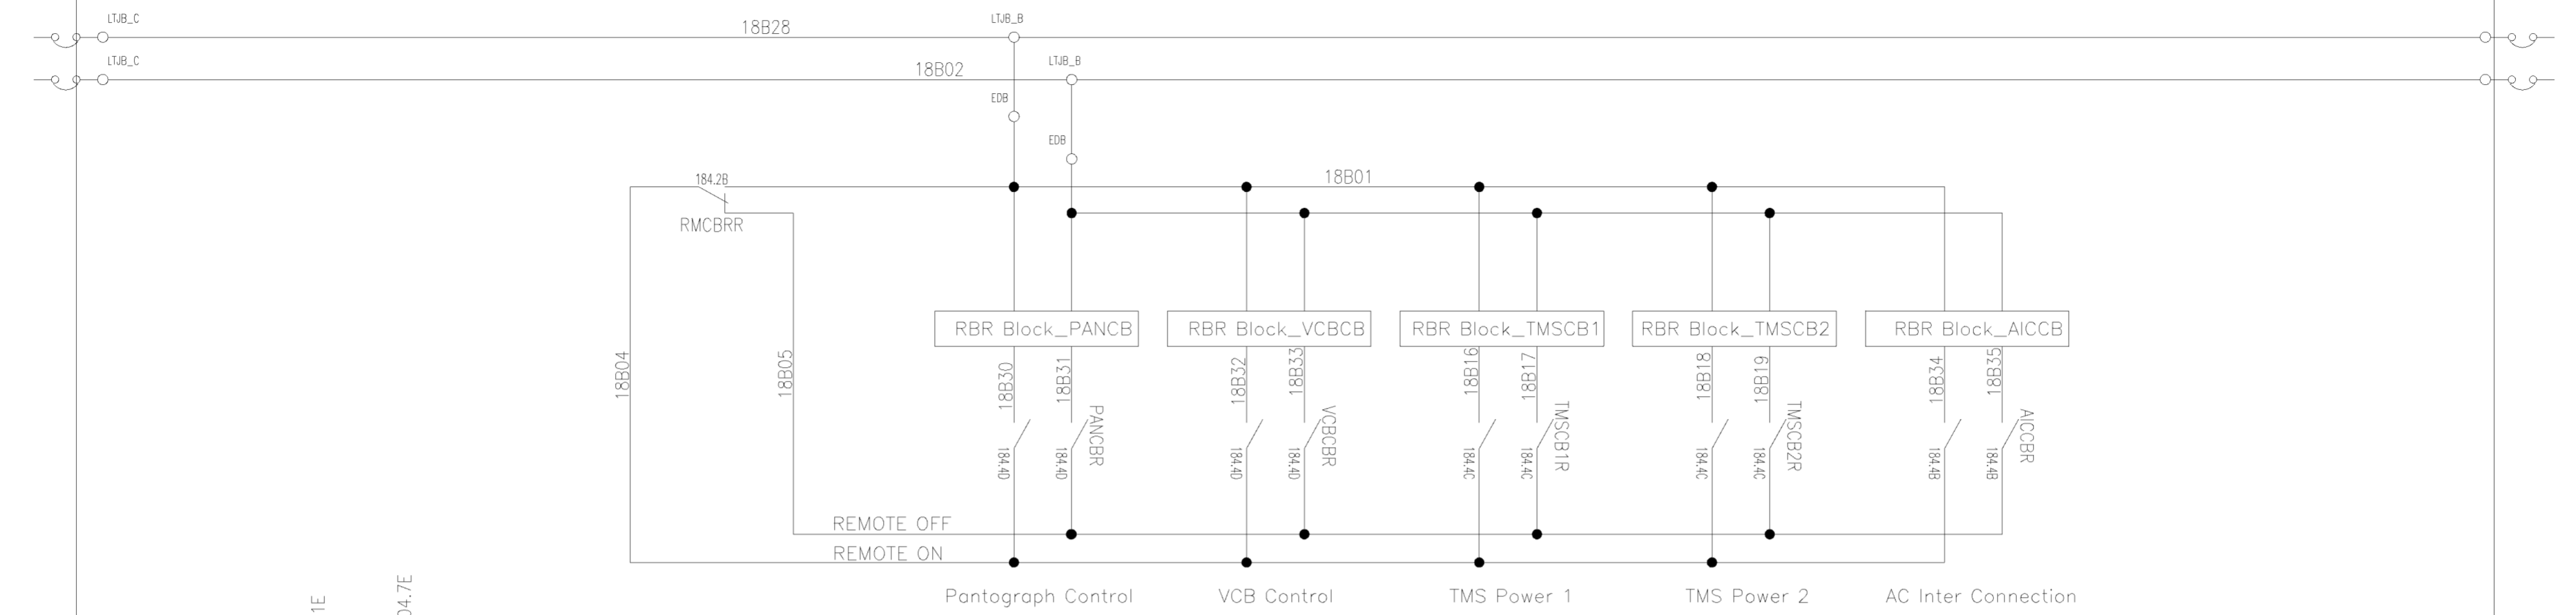 LTJB_C
18B28
LTJB_B
LTJB_C
18B02
LTJB_B
EDB
EDB
184.2B
18B01
RMCBRR
RBR Block_PANCB
RBR Block_VCBCB
RBR Block_TMSCB1
RBR Block_TMSCB2
RBR Block_AICCB
18B04
18B05
18B30
18B31
18B32
18B33
18B16
18B17
18B18
18B19
18B34
18B35
184.4D
184.4D
PANCBR
184.4D
184.4D
VCBCBR
184.4C
184.4C
TMSCB1R
184.4C
184.4C
TMSCB2R
184.4B
184.4B
AICCBR
REMOTE OFF
REMOTE ON
1E
04.7E
Pantograph Control
VCB Control
TMS Power 1
TMS Power 2
AC Inter Connection